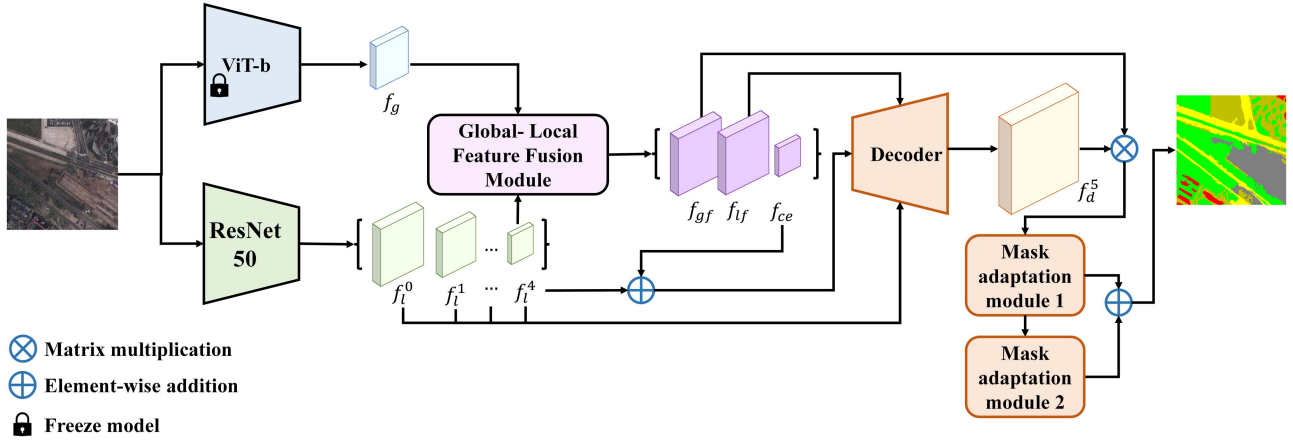 ViT-b
f_g
Global- Local
Feature Fusion
Module
ResNet
50
...
f_l^0
f_l^1
...
f_l^4
f_gf
f_lf
f_ce
Decoder
f_d^5
Mask
adaptation
module 1
Mask
adaptation
module 2
Matrix multiplication
Element-wise addition
Freeze model